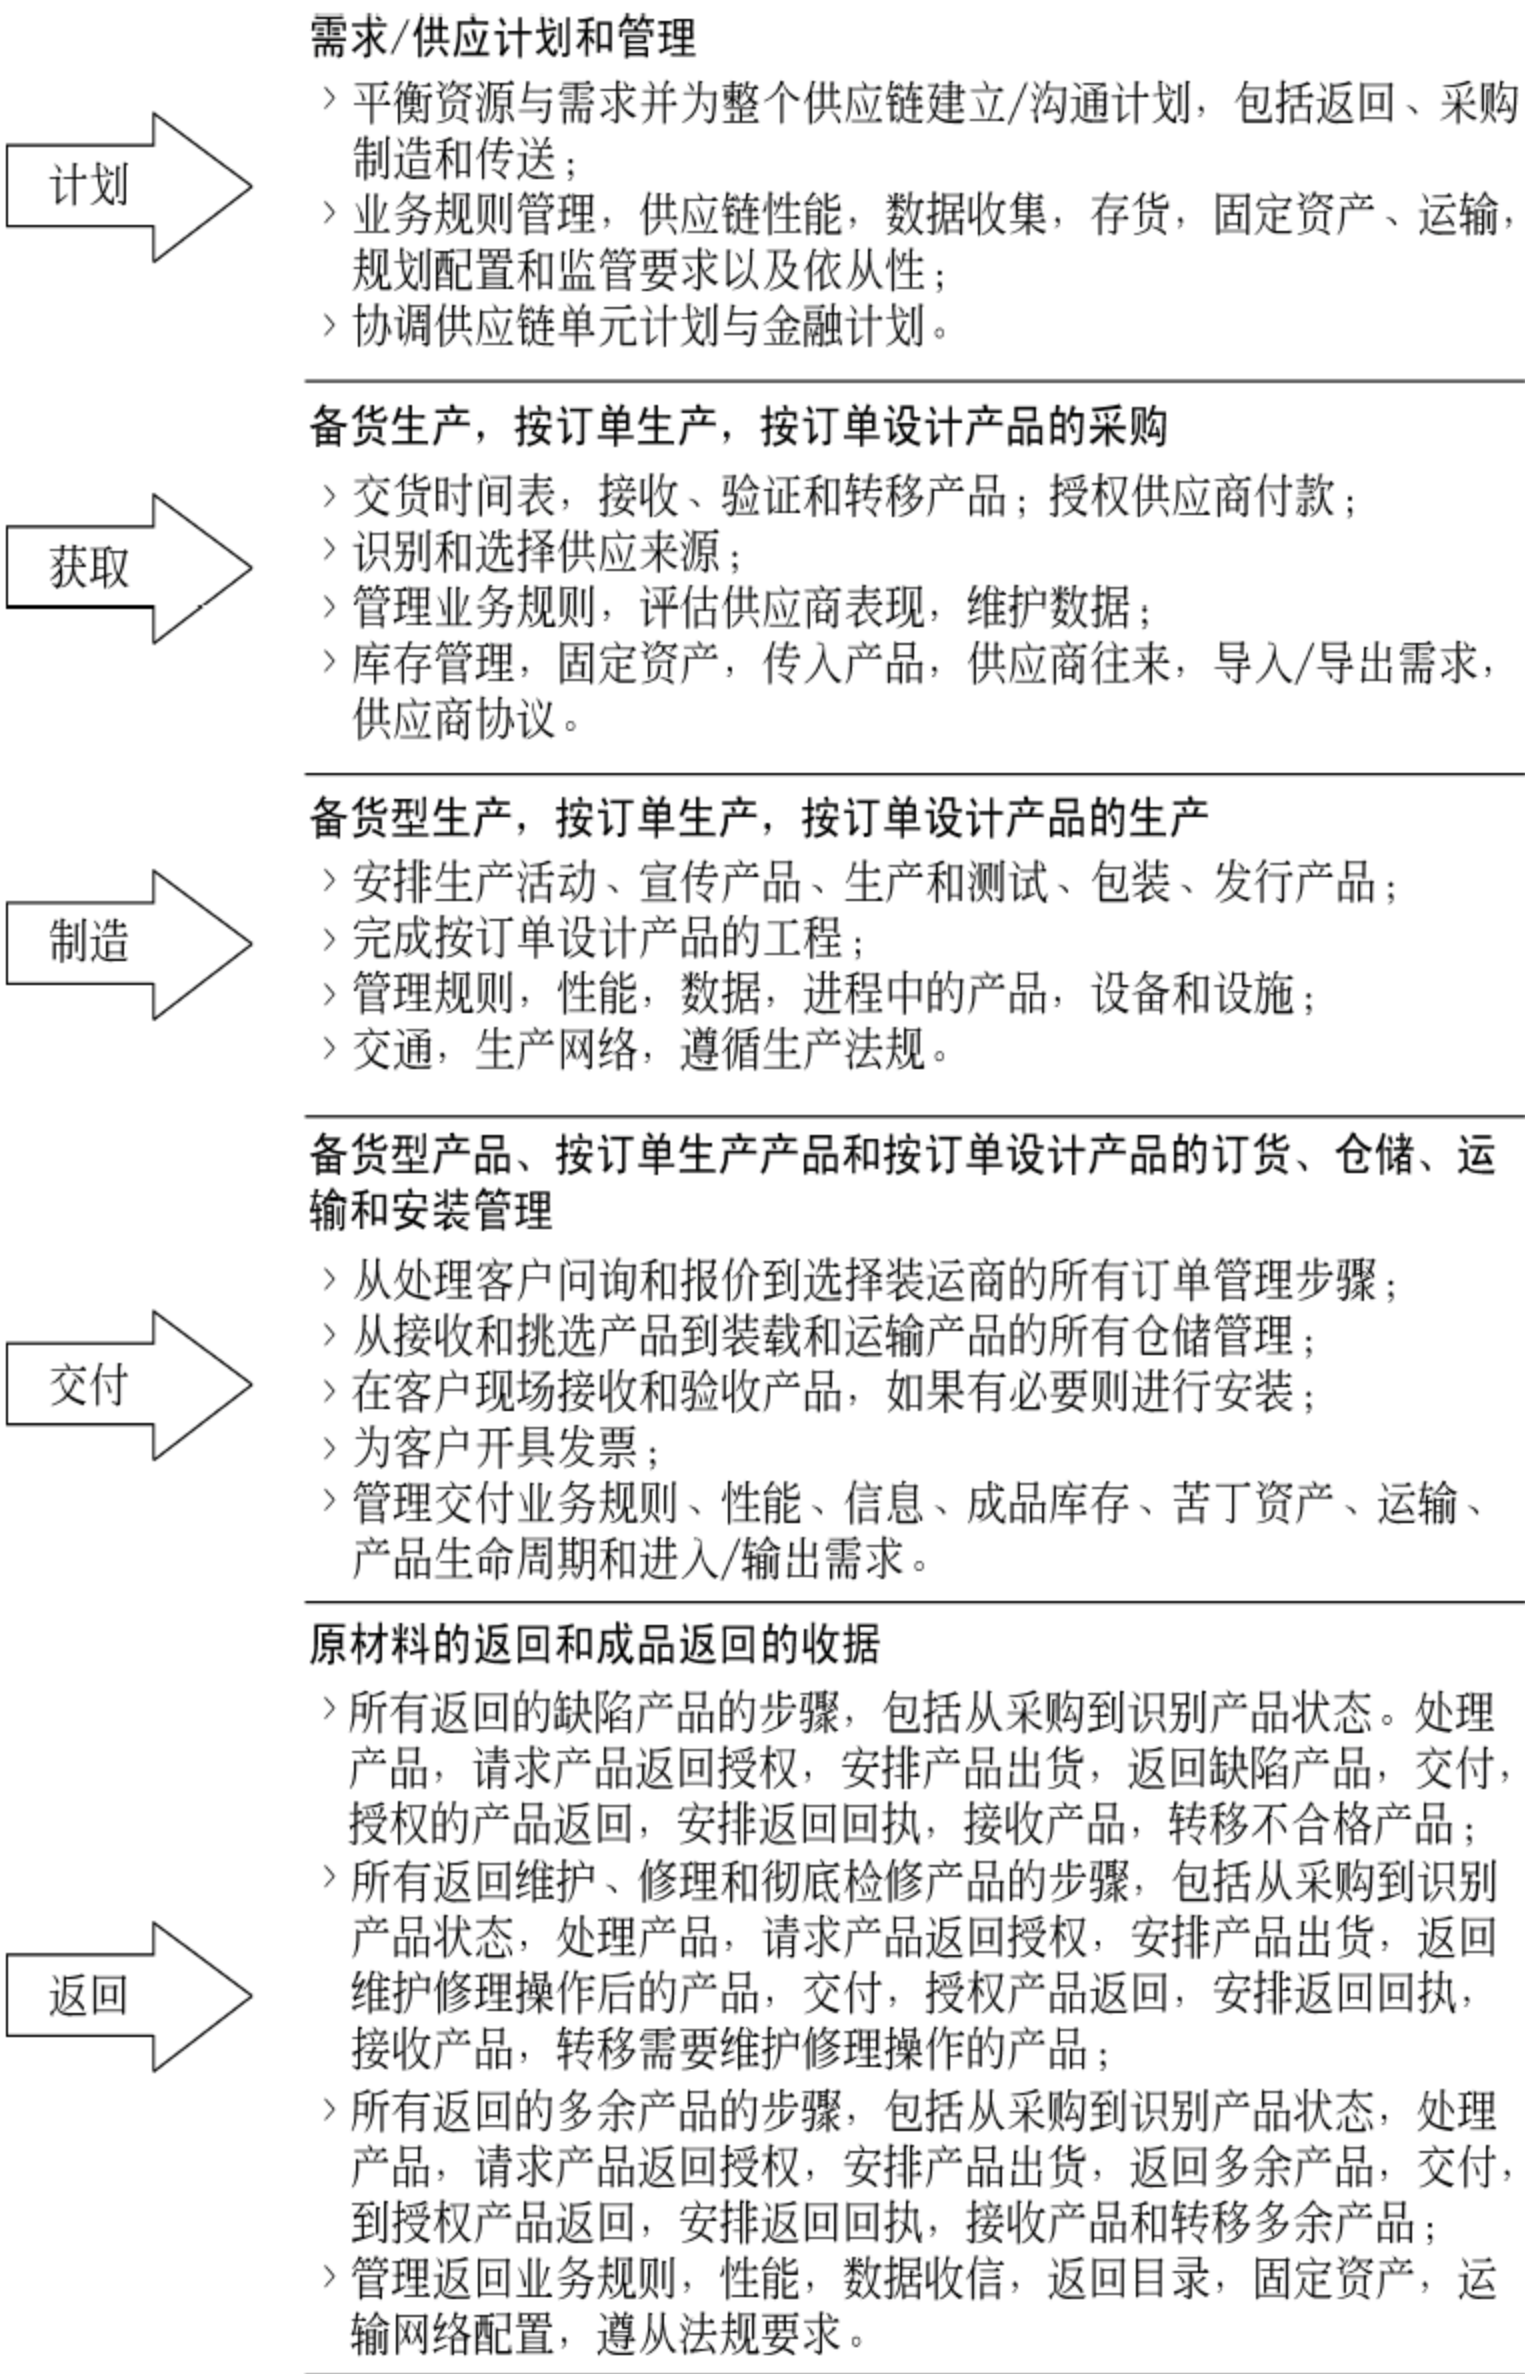 需求/供应计划和管理
> 平衡资源与需求并为整个供应链建立/沟通计划，包括返回、采购
制造和传送；
计划
> 业务规则管理，供应链性能，数据收集，存货，固定资产、运输，
规划配置和监管要求以及依从性；
> 协调供应链单元计划与金融计划。
备货生产，按订单生产，按订单设计产品的采购
> 交货时间表，接收、验证和转移产品；授权供应商付款；
> 识别和选择供应来源；
获取
> 管理业务规则，评估供应商表现，维护数据；
> 库存管理，固定资产，传入产品，供应商往来，导入/导出需求，
供应商协议。
备货型生产，按订单生产，按订单设计产品的生产
> 安排生产活动、宣传产品、生产和测试、包装、发行产品；
> 完成按订单设计产品的工程；
制造
> 管理规则，性能，数据，进程中的产品，设备和设施；
> 交通，生产网络，遵循生产法规。
备货型产品、按订单生产产品和按订单设计产品的订货、仓储、运
输和安装管理
> 从处理客户问询和报价到选择装运商的所有订单管理步骤；
> 从接收和挑选产品到装载和运输产品的所有仓储管理；
交付
> 在客户现场接收和验收产品，如果有必要则进行安装；
> 为客户开具发票；
> 管理交付业务规则、性能、信息、成品库存、苦丁资产、运输、
产品生命周期和进入/输出需求。
原材料的返回和成品返回的收据
> 所有返回的缺陷产品的步骤，包括从采购到识别产品状态。处理
产品，请求产品返回授权，安排产品出货，返回缺陷产品，交付，
授权的产品返回，安排返回回执，接收产品，转移不合格产品；
> 所有返回维护、修理和彻底检修产品的步骤，包括从采购到识别
产品状态，处理产品，请求产品返回授权，安排产品出货，返回
返回
维护修理操作后的产品，交付，授权产品返回，安排返回回执，
接收产品，转移需要维护修理操作的产品；
> 所有返回的多余产品的步骤，包括从采购到识别产品状态，处理
产品，请求产品返回授权，安排产品出货，返回多余产品，交付，
到授权产品返回，安排返回回执，接收产品和转移多余产品；
> 管理返回业务规则，性能，数据收信，返回目录，固定资产，运
输网络配置，遵从法规要求。